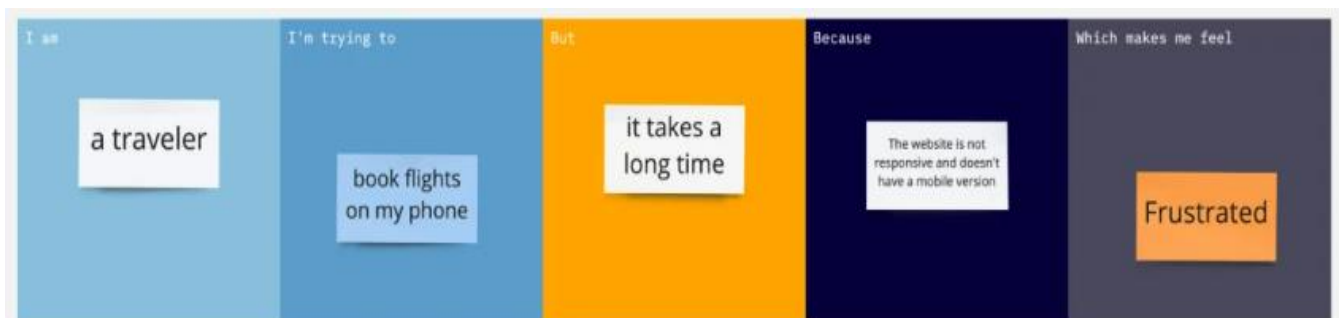 I am
a traveler
I'm trying to
book flights
on my phone
But
it takes a
long time
Because
The website is not
responsive and doesn't
have a mobile version
Which makes me feel
Frustrated